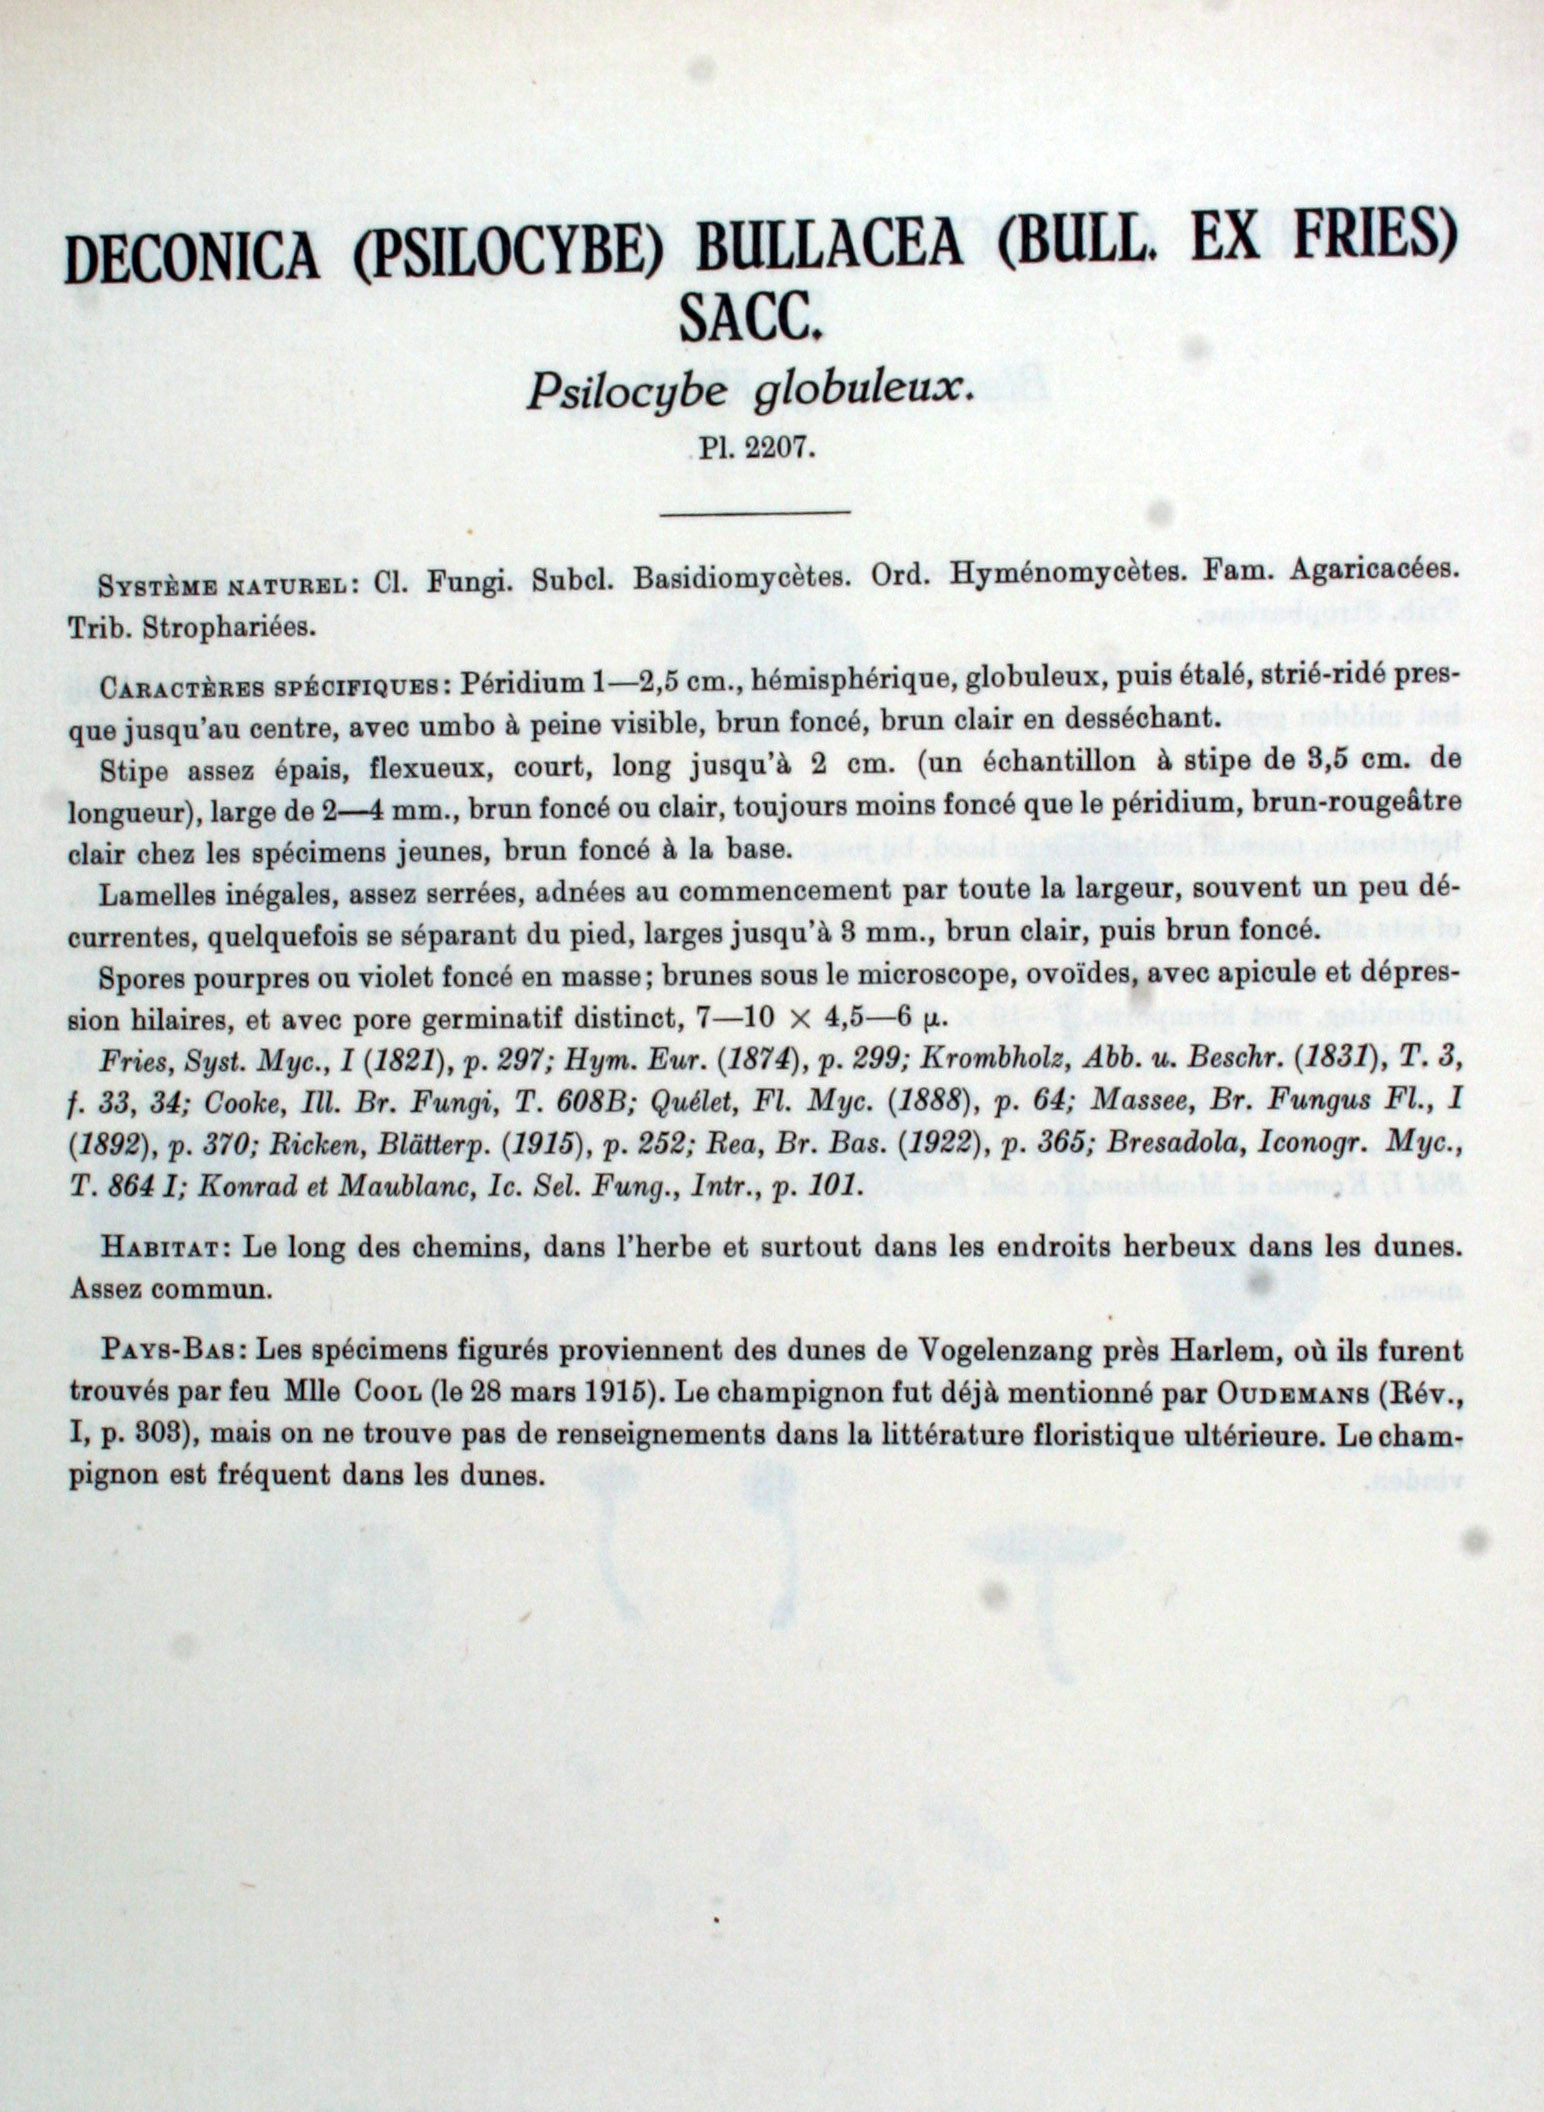 DECONICA (PSILOCYBE) BULLACEA (BULL. EX FRIES)
SACC.
Psilocybe globuleux.
Pl. 2207.
Système naturel: Cl. Fungi. Subcl. Basidiomycètes. Ord. Hyménomycètes. Fam. Agaricacées.
Trib. Strophariées.
Caractères spécifiques: Péridium 1—2,5 cm., hémisphérique, globuleux, puis étalé, strié-ridé pres-
que jusqu'au centre, avec umbo à peine visible, brun foncé, brun clair en desséchant.
Stipe assez épais, flexueux, court, long jusqu'à 2 cm. (un échantillon à stipe de 3,5 cm. de
longueur), large de 2—4 mm., brun foncé ou clair, toujours moins foncé que le péridium, brun-rougeâtre
clair chez les spécimens jeunes, brun foncé à la base.
Lamelles inégales, assez serrées, adnées au commencement par toute la largeur, souvent un peu dé-
currentes, quelquefois se séparant du pied, larges jusqu'à 3 mm., brun clair, puis brun foncé.
Spores pourpres ou violet foncé en masse; brunes sous le microscope, ovoïdes, avec apicule et dépres-
sion hilaires, et avec pore germinatif distinct, 7—10 × 4,5—6 µ.
Fries, Syst. Myc., I (1821), p. 297; Hym. Eur. (1874), p. 299; Krombholz, Abb. u. Beschr. (1831), T. 3,
f. 33, 34; Cooke, Ill. Br. Fungi, T. 608B; Quélet, Fl. Myc. (1888), p. 64; Massee, Br. Fungus Fl., I
(1892), p. 370; Ricken, Blätterp. (1915), p. 252; Rea, Br. Bas. (1922), p. 365; Bresadola, Iconogr. Myc.,
T. 864 I; Konrad et Maublanc, Ic. Sel. Fung., Intr., p. 101.
Habitat: Le long des chemins, dans l'herbe et surtout dans les endroits herbeux dans les dunes.
Assez commun.
Pays-Bas: Les spécimens figurés proviennent des dunes de Vogelenzang près Harlem, où ils furent
trouvés par feu Mlle Cool (le 28 mars 1915). Le champignon fut déjà mentionné par Oudemans (Rév.,
I, p. 303), mais on ne trouve pas de renseignements dans la littérature floristique ultérieure. Le cham-
pignon est fréquent dans les dunes.